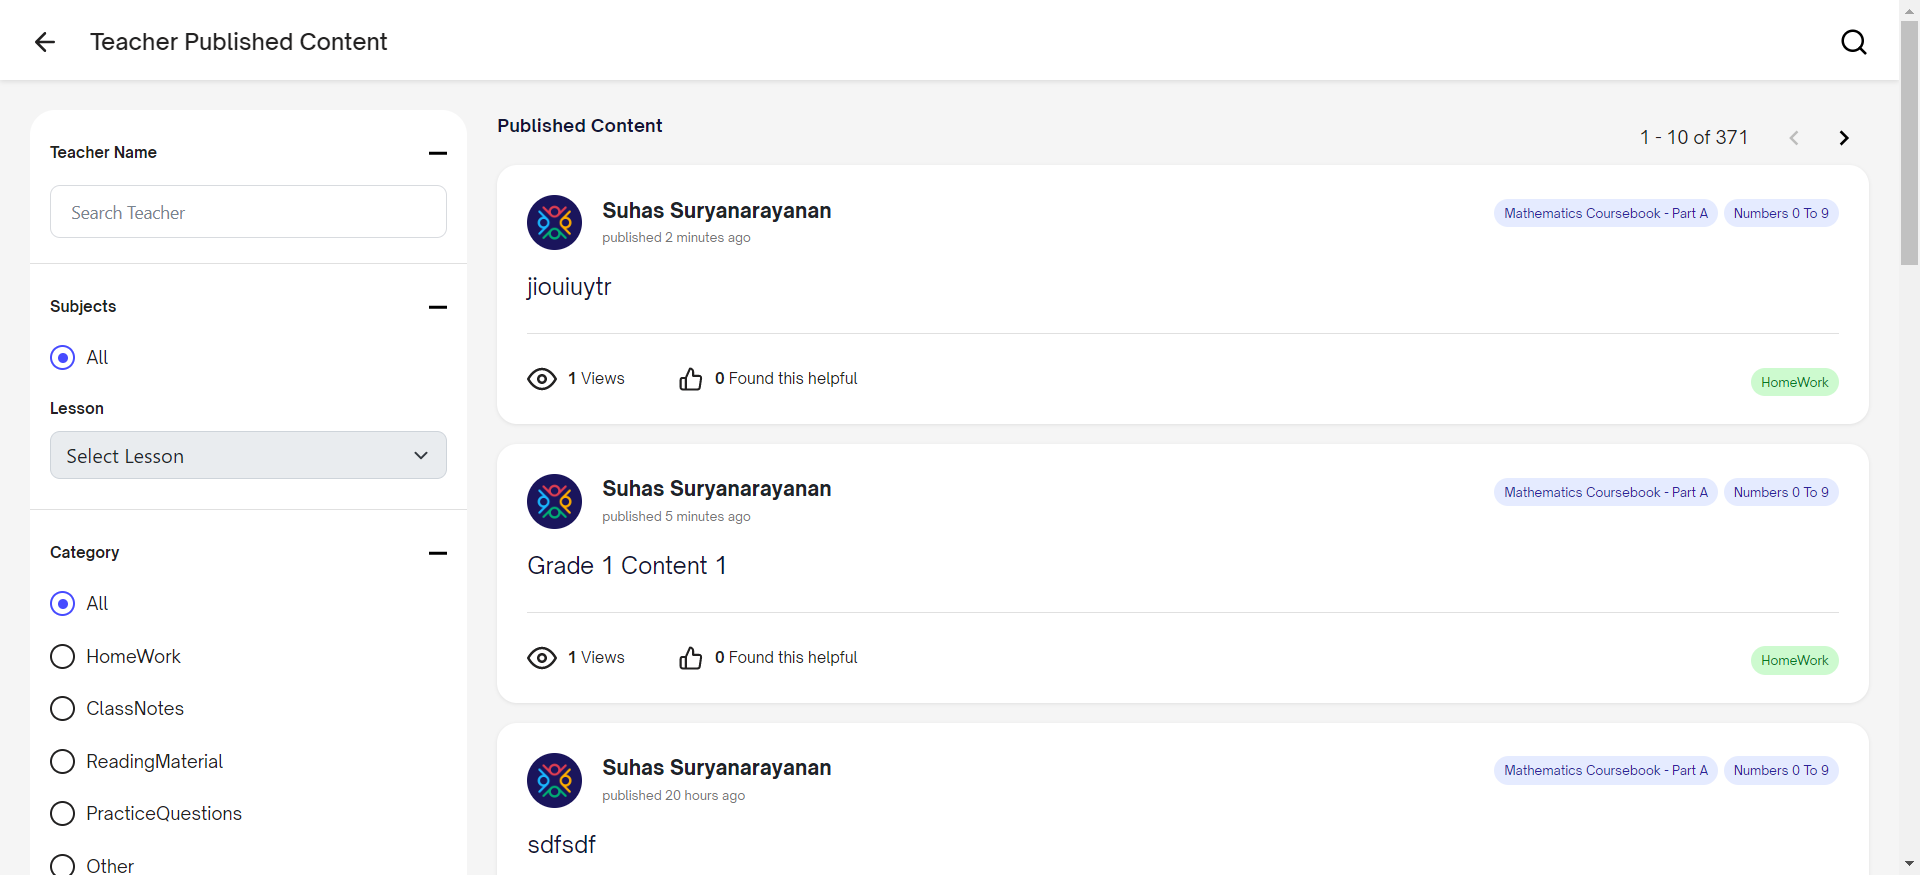 Teacher Published Content
Teacher Name
Search Teacher
Subjects
All
Lesson
Select Lesson
Category
All
HomeWork
ClassNotes
ReadingMaterial
PracticeQuestions
Other
Published Content
1 - 10 of 371
Suhas Suryanarayanan
published 2 minutes ago
Mathematics Coursebook - Part A
Numbers 0 To 9
jiouiuytr
1 Views
0 Found this helpful
HomeWork
Suhas Suryanarayanan
published 5 minutes ago
Mathematics Coursebook - Part A
Numbers 0 To 9
Grade 1 Content 1
1 Views
0 Found this helpful
HomeWork
Suhas Suryanarayanan
published 20 hours ago
Mathematics Coursebook - Part A
Numbers 0 To 9
sdfsdf